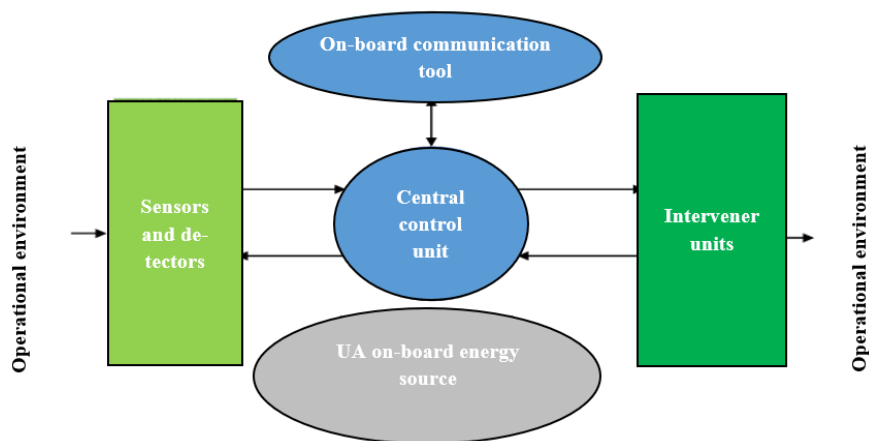 On-board communication
tool
Operational environment
Sensors
and de-
tectors
Central
control
unit
Intervener
units
Operational environment
UA on-board energy
source